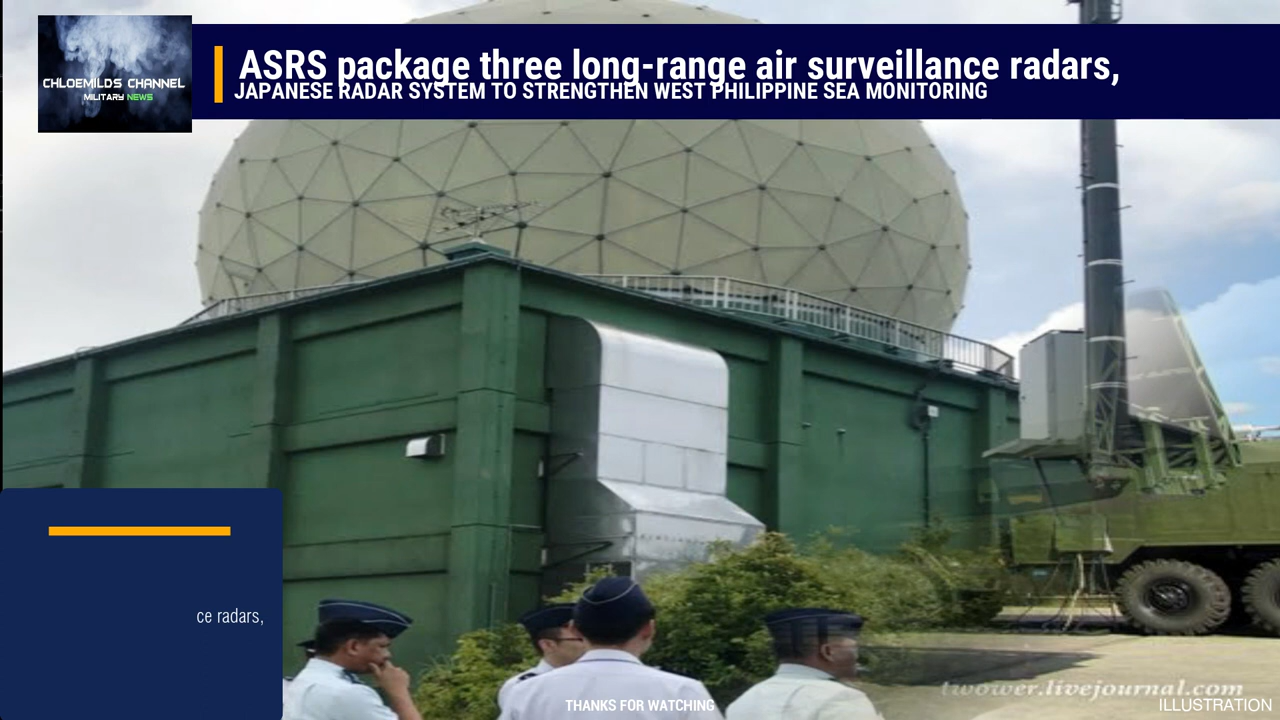 CHLOEMILDS CHANNEL
MILITARY NEWS
ASRS package three long-range air surveillance radars,
JAPANESE RADAR SYSTEM TO STRENGTHEN WEST PHILIPPINE SEA MONITORING
ce radars,
twower.livejournal.com
THANKS FOR WATCHING
ILLUSTRATION